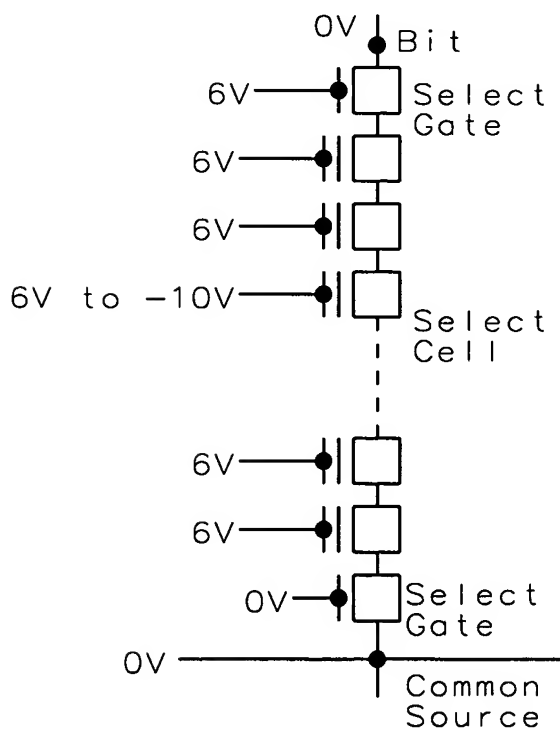 0V
Bit
6V
Select
Gate
6V
6V
6V to -10V
Select
Cell
6V
6V
0V
Select
Gate
0V
Common
Source